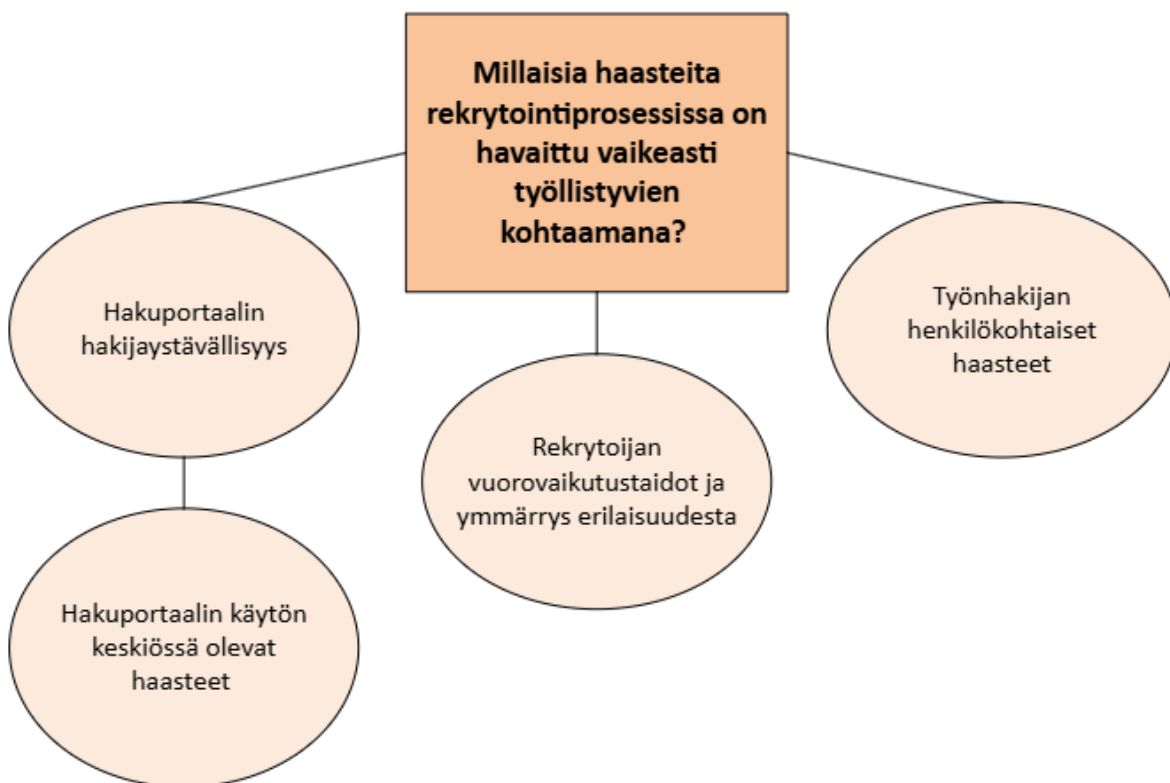 Millaisia haasteita
rekrytointiprosessissa on
havaittu vaikeasti
työllistyvien
kohtaamana?
Hakuportaalin
hakijaystävällisyys
Työnhakijan
henkilökohtaiset
haasteet
Rekrytoijan
vuorovaikutustaidot ja
ymmärrys erilaisuudesta
Hakuportaalin käytön
keskiössä olevat
haasteet